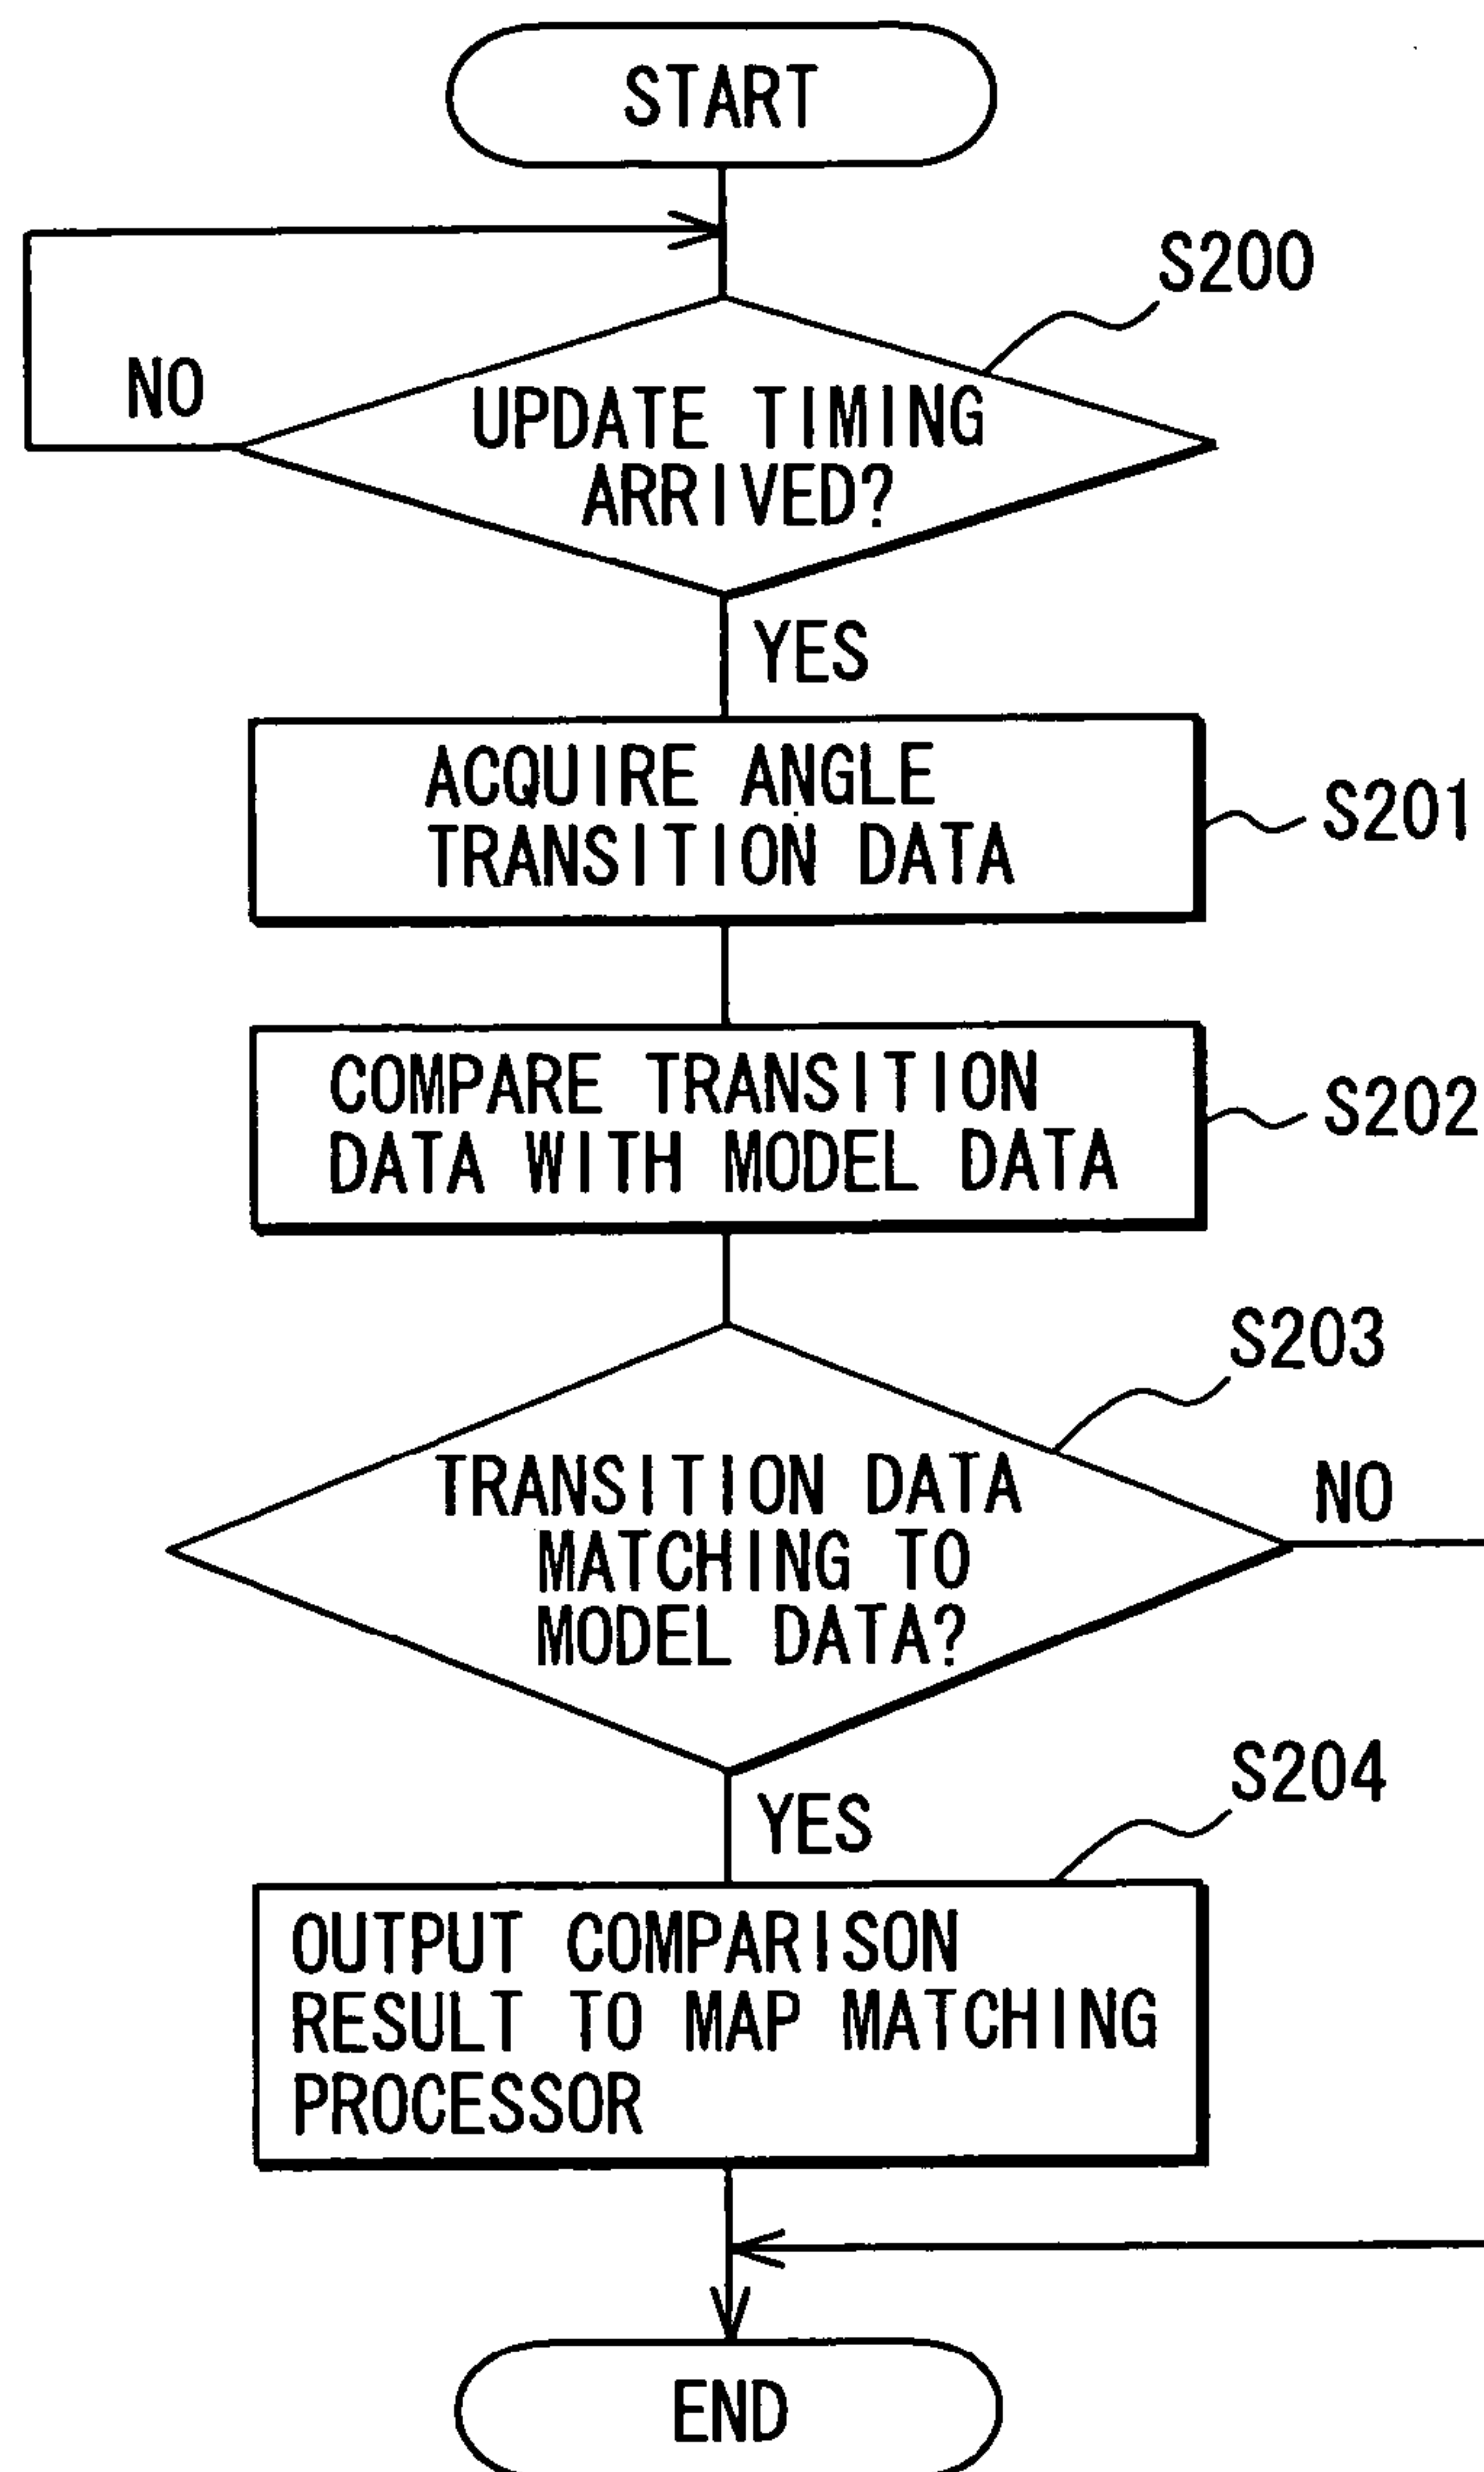 START
S200
NO
UPDATE TIMING
ARRIVED?
YES
ACQUIRE ANGLE
TRANSITION DATA
S201
COMPARE TRANSITION
DATA WITH MODEL DATA
S202
S203
TRANSITION DATA
MATCHING TO
MODEL DATA?
NO
YES
S204
OUTPUT COMPARISON
RESULT TO MAP MATCHING
PROCESSOR
END